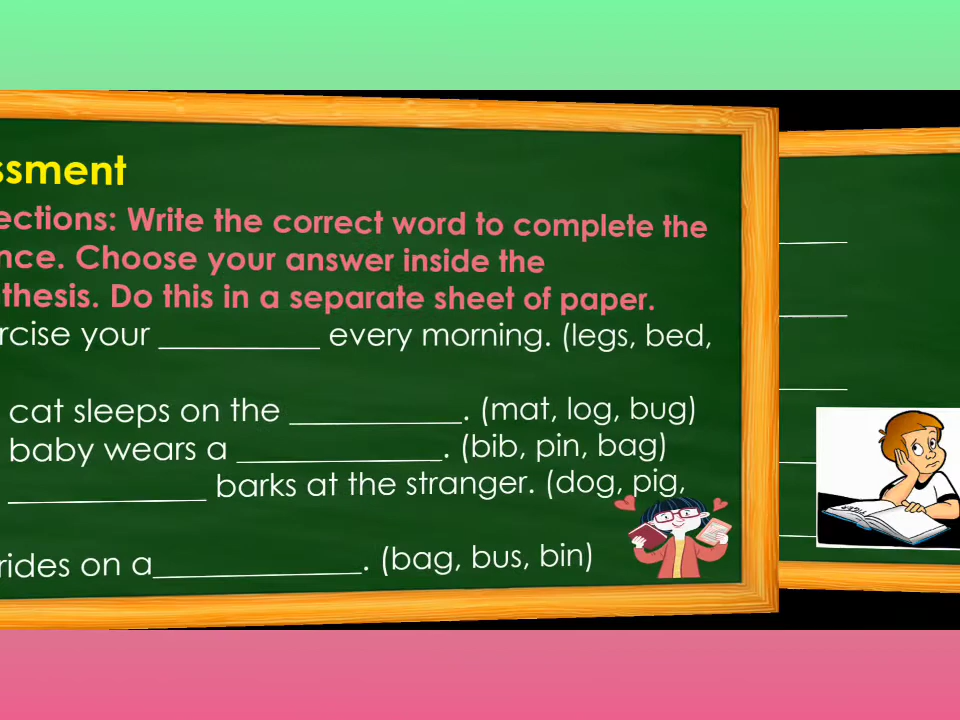 ssment
ections: Write the correct word to complete the
nce. Choose your answer inside the
thesis. Do this in a separate sheet of paper.
rcise your __________ every morning. (legs, bed,
cat sleeps on the ___________. (mat, log, bug)
baby wears a _____________. (bib, pin, bag)
_____________ barks at the stranger. (dog, pig,
rides on a_____________. (bag, bus, bin)